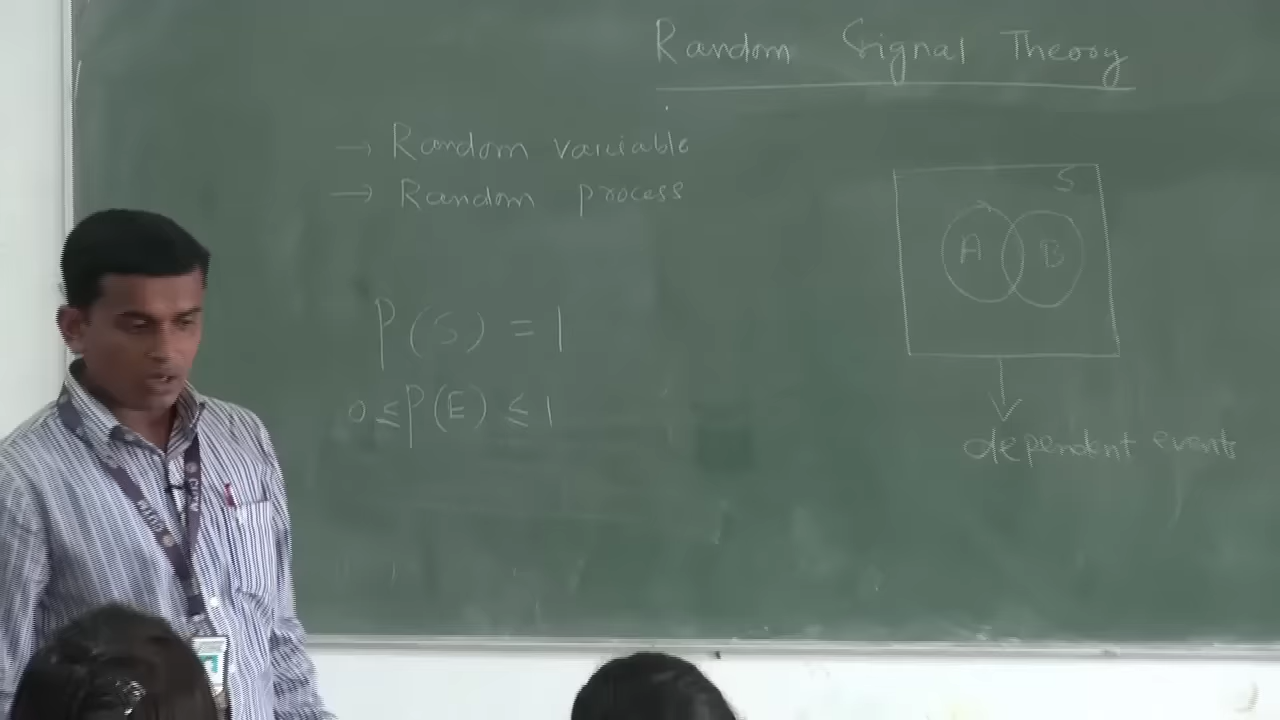 Random Signal Theory
→ Random variable
→ Random process
P(S) = 1
0 ≤ P(E) ≤ 1
S
A B
dependent events